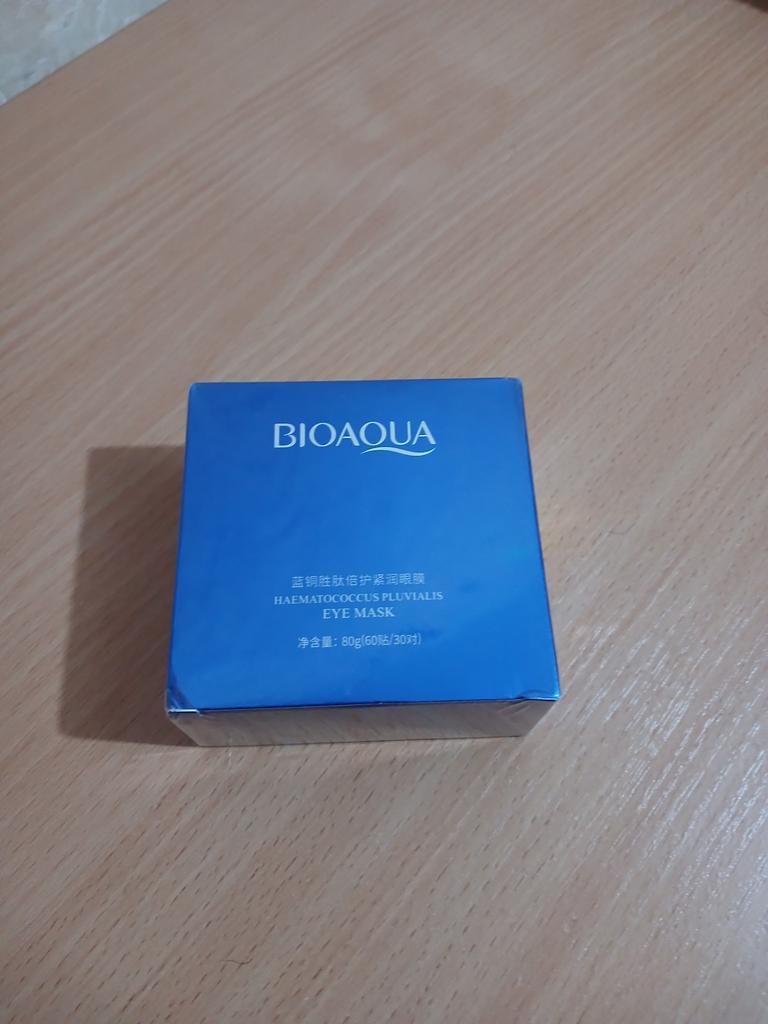 BIOAQUA
蓝铜胜肽倍护紧润眼膜
HAEMATOCOCCUS PLUVIALIS
EYE MASK
净含量：80g(60贴/30对)